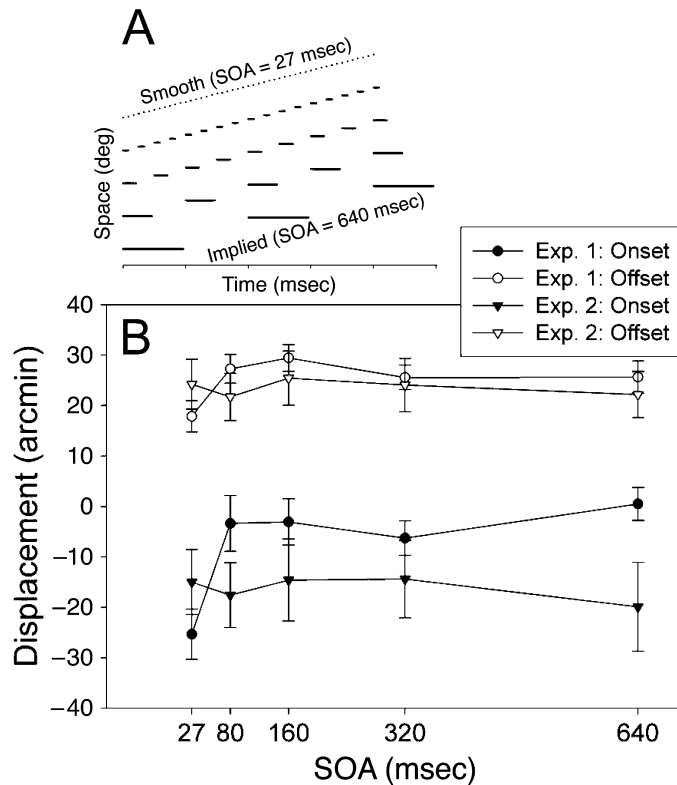 A
Smooth (SOA = 27 msec)
Space (deg)
Implied (SOA = 640 msec)
Time (msec)
Exp. 1: Onset
Exp. 1: Offset
Exp. 2: Onset
Exp. 2: Offset
B
Displacement (arcmin)
40
30
20
10
0
−10
−20
−30
−40
27 80 160 320 640
SOA (msec)